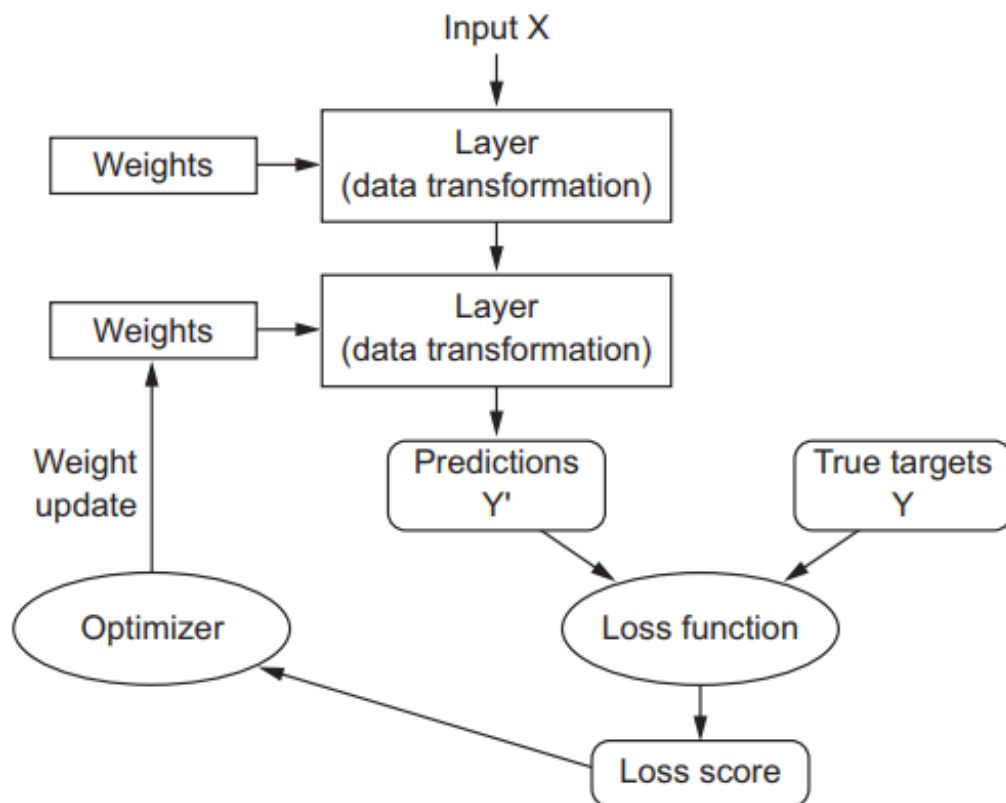 Input X
Weights
Layer
(data transformation)
Weights
Layer
(data transformation)
Weight
update
Predictions
Y'
True targets
Y
Optimizer
Loss function
Loss score